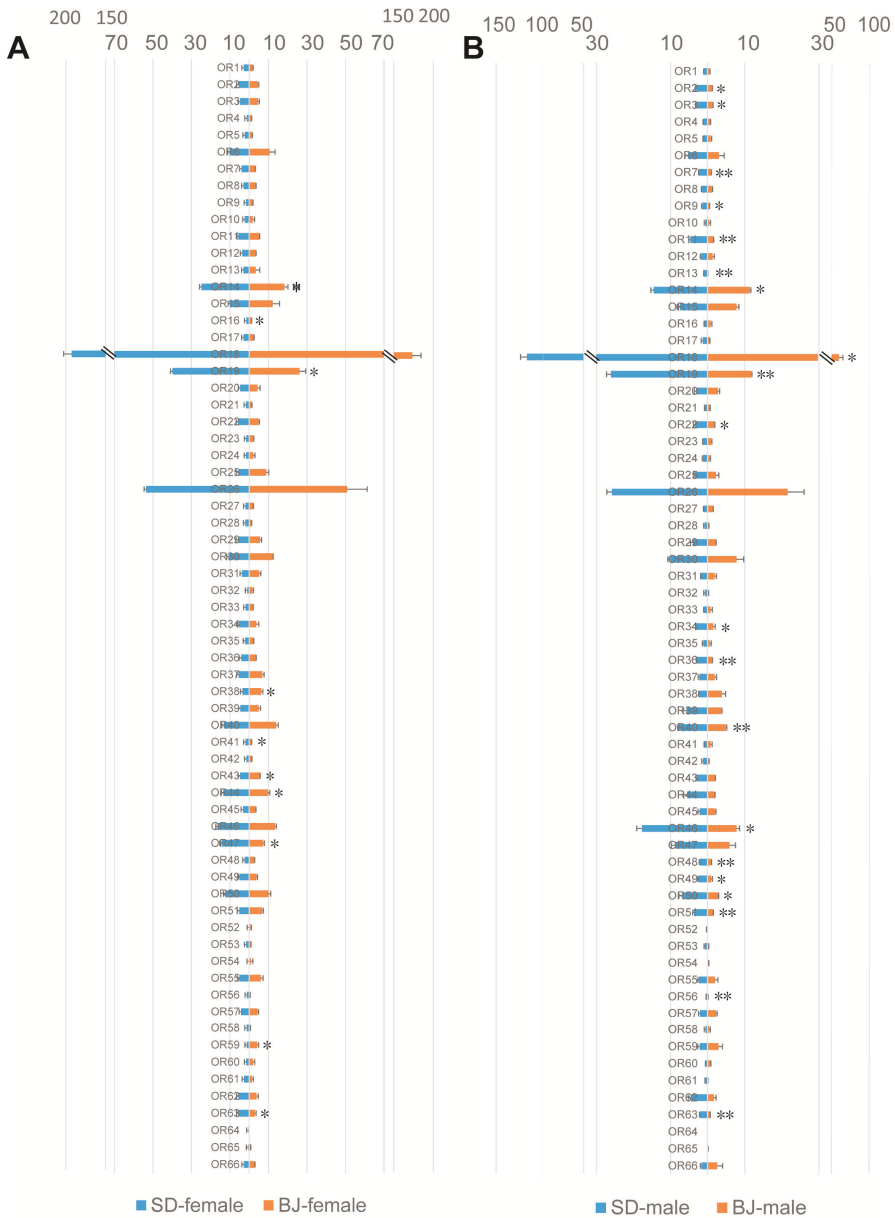 A
200 150 150 200
70 50 30 10 10 30 50 70
OR1
OR2
OR3
OR4
OR5
OR6
OR7
OR8
OR9
OR10
OR11
OR12
OR13
OR14 *
OR15
OR16 *
OR17
OR18
OR19 *
OR20
OR21
OR22
OR23
OR24
OR25
OR26
OR27
OR28
OR29
OR30
OR31
OR32
OR33
OR34
OR35
OR36
OR37
OR38 *
OR39
OR40
OR41 *
OR42
OR43 *
OR44 *
OR45
OR46
OR47 *
OR48
OR49
OR50
OR51
OR52
OR53
OR54
OR55
OR56
OR57
OR58
OR59 *
OR60
OR61
OR62
OR63 *
OR64
OR65
OR66
SD-female BJ-female
B
150 100 50 50 100
30 10 10 30
OR1
OR2 *
OR3 *
OR4
OR5
OR6
OR7 **
OR8
OR9 *
OR10
OR11 **
OR12
OR13 **
OR14 *
OR15
OR16
OR17
OR18 *
OR19 **
OR20
OR21
OR22 *
OR23
OR24
OR25
OR26
OR27
OR28
OR29
OR30
OR31
OR32
OR33
OR34 *
OR35
OR36 **
OR37
OR38
OR39
OR40 **
OR41
OR42
OR43
OR44
OR45
OR46 *
OR47
OR48 **
OR49 *
OR50 *
OR51 **
OR52
OR53
OR54
OR55
OR56 **
OR57
OR58
OR59
OR60
OR61
OR62
OR63 **
OR64
OR65
OR66
SD-male BJ-male